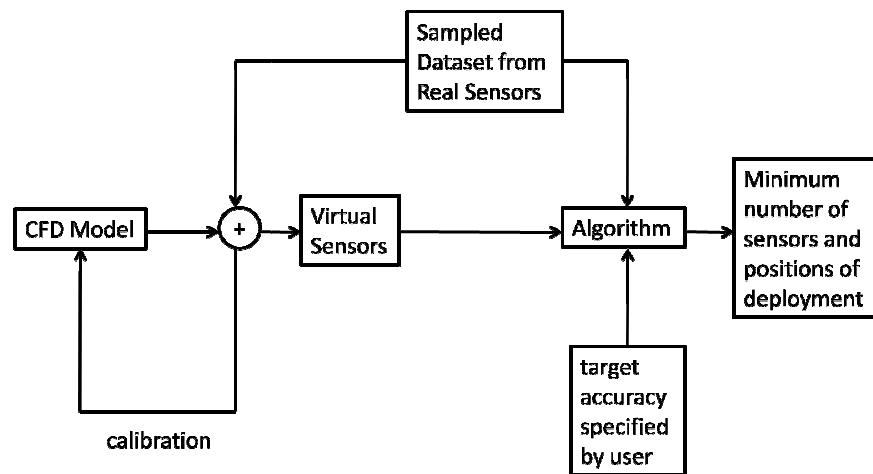 Sampled
Dataset from
Real Sensors
CFD Model
+
Virtual
Sensors
Algorithm
Minimum
number of
sensors and
positions of
deployment
target
accuracy
specified
by user
calibration